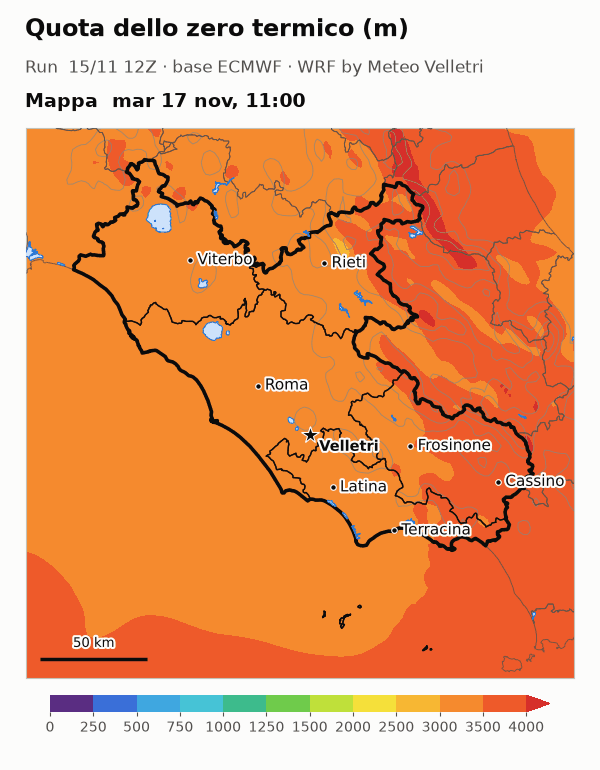 Quota dello zero termico (m)
Run 15/11 12Z · base ECMWF · WRF by Meteo Velletri
Mappa mar 17 nov, 11:00
Viterbo
Rieti
Roma
Velletri
Frosinone
Cassino
Latina
Terracina
50 km
0 250 500 750 1000 1250 1500 2000 2500 3000 3500 4000